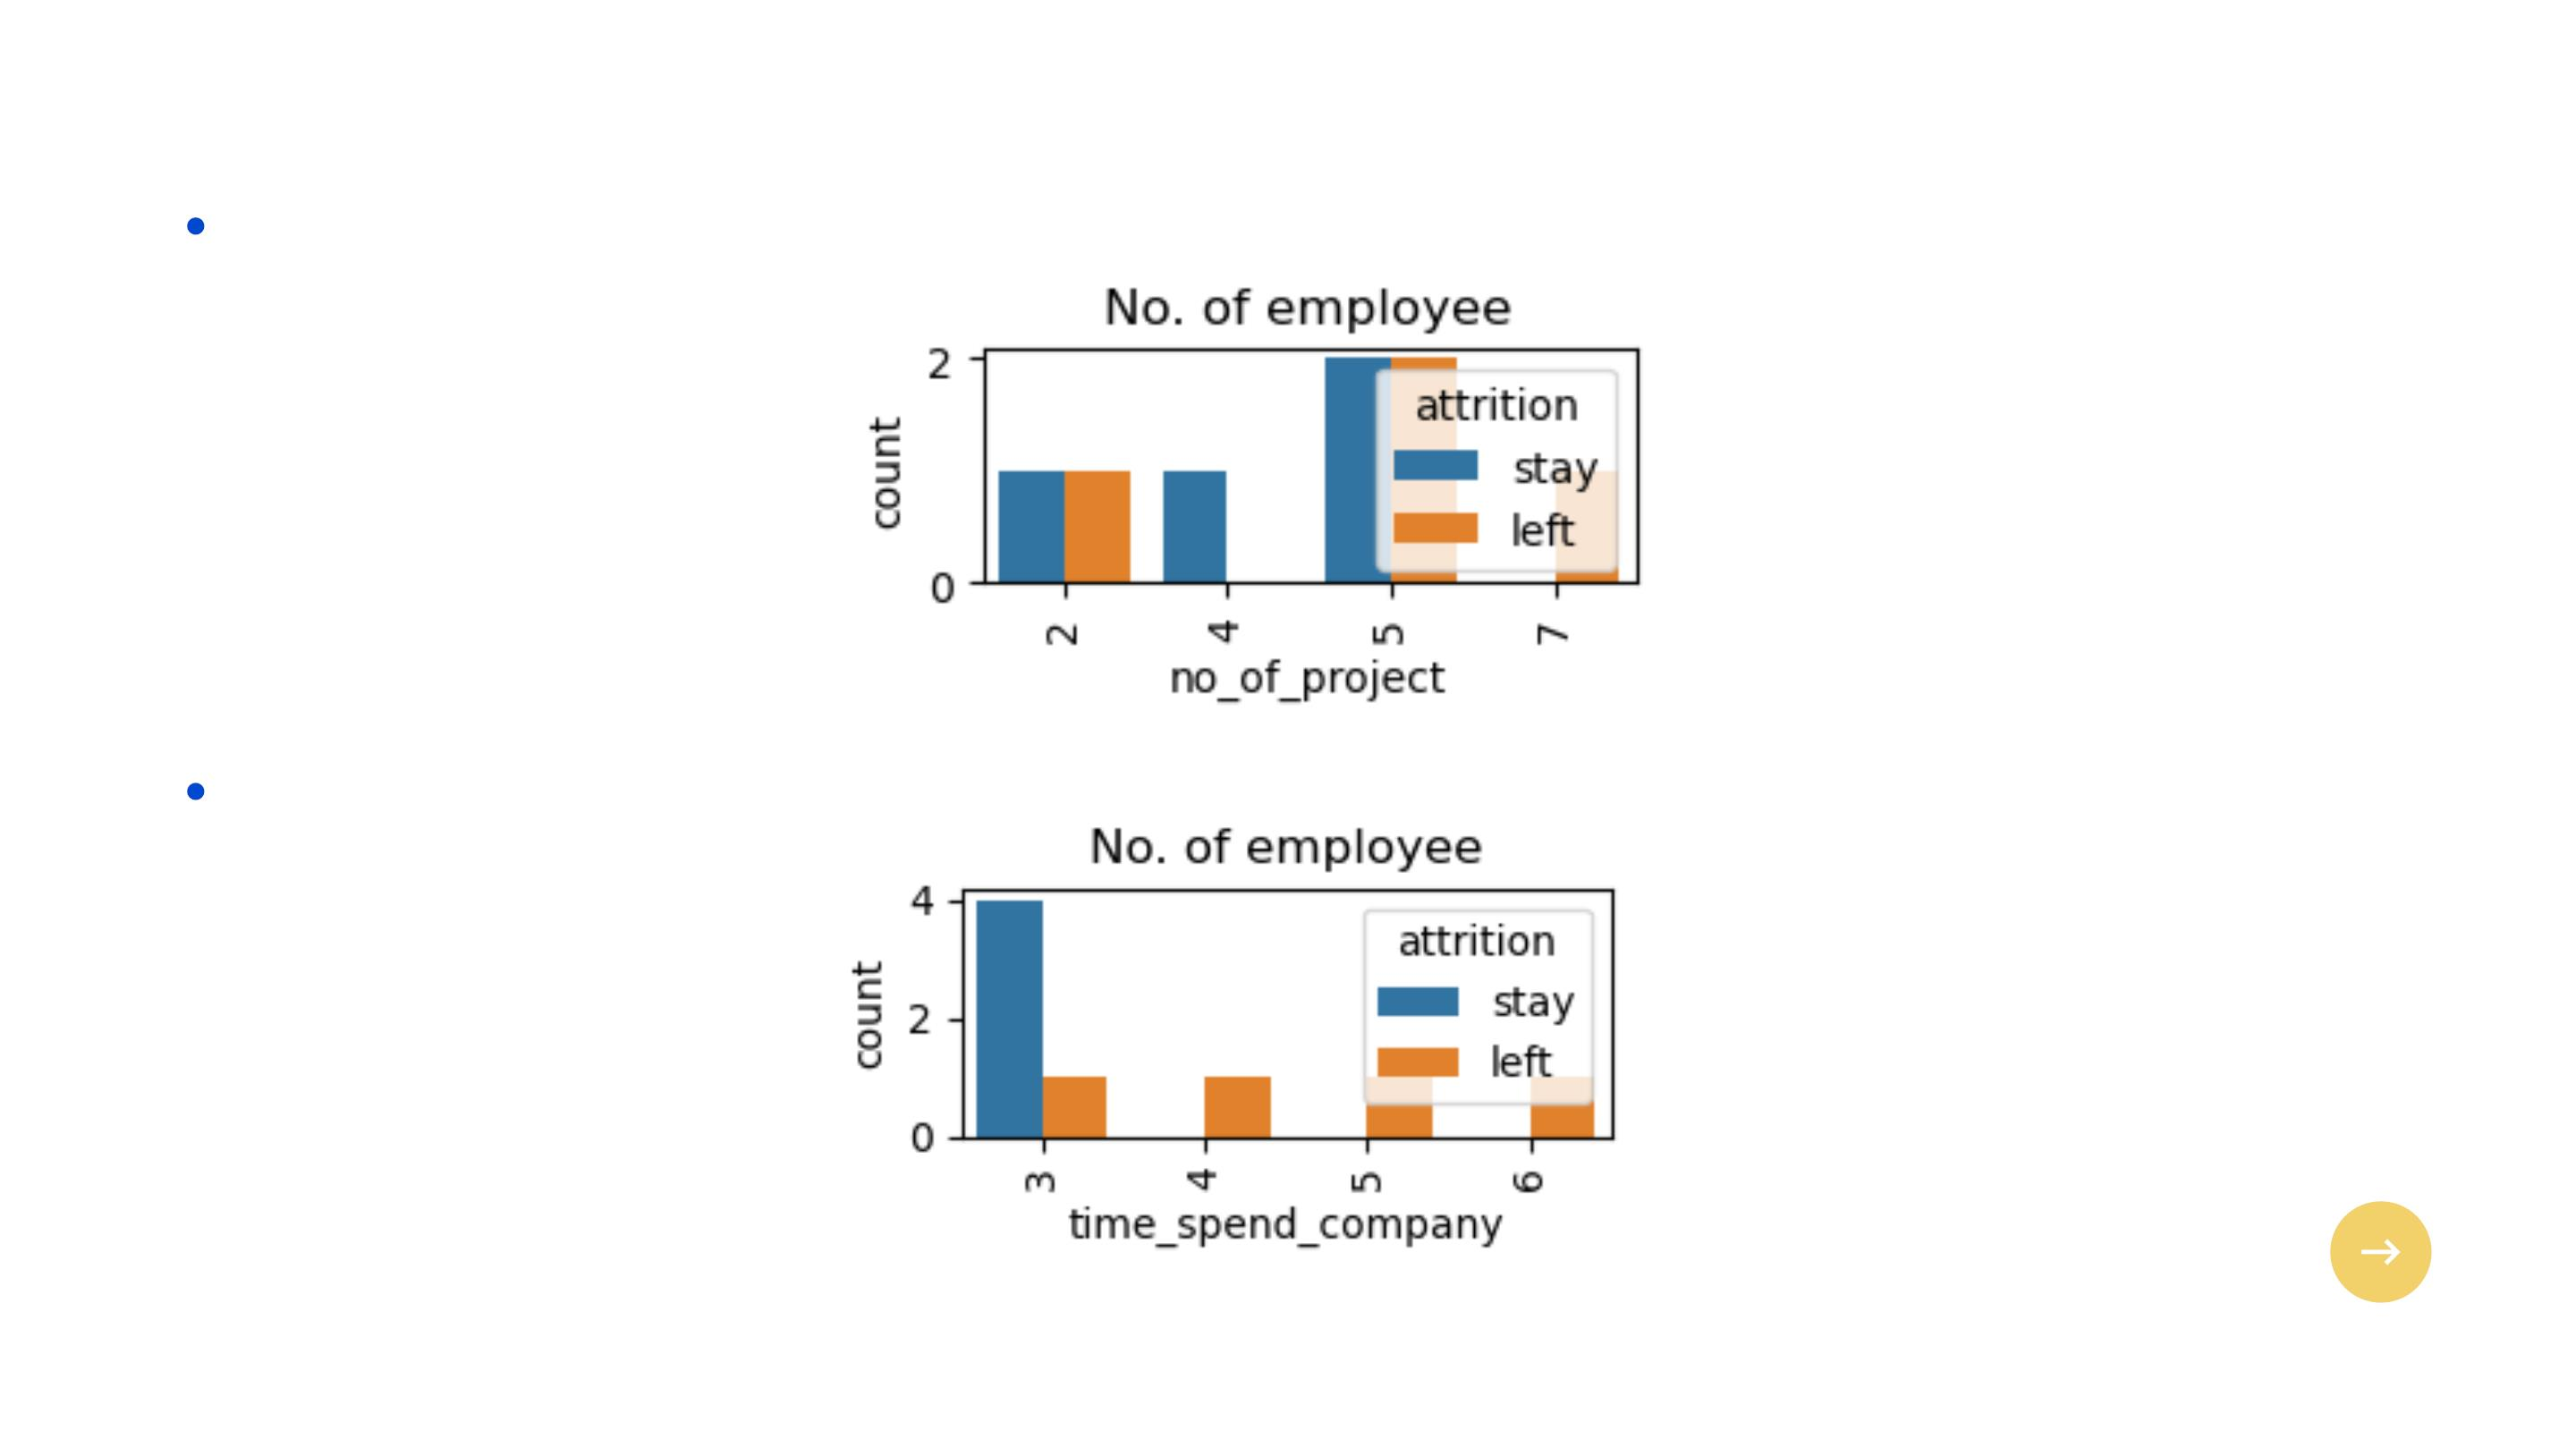 No. of employee
2
0
count
attrition
stay
left
2 4 5 7
no_of_project
No. of employee
4
2
0
count
attrition
stay
left
3 4 5 6
time_spend_company